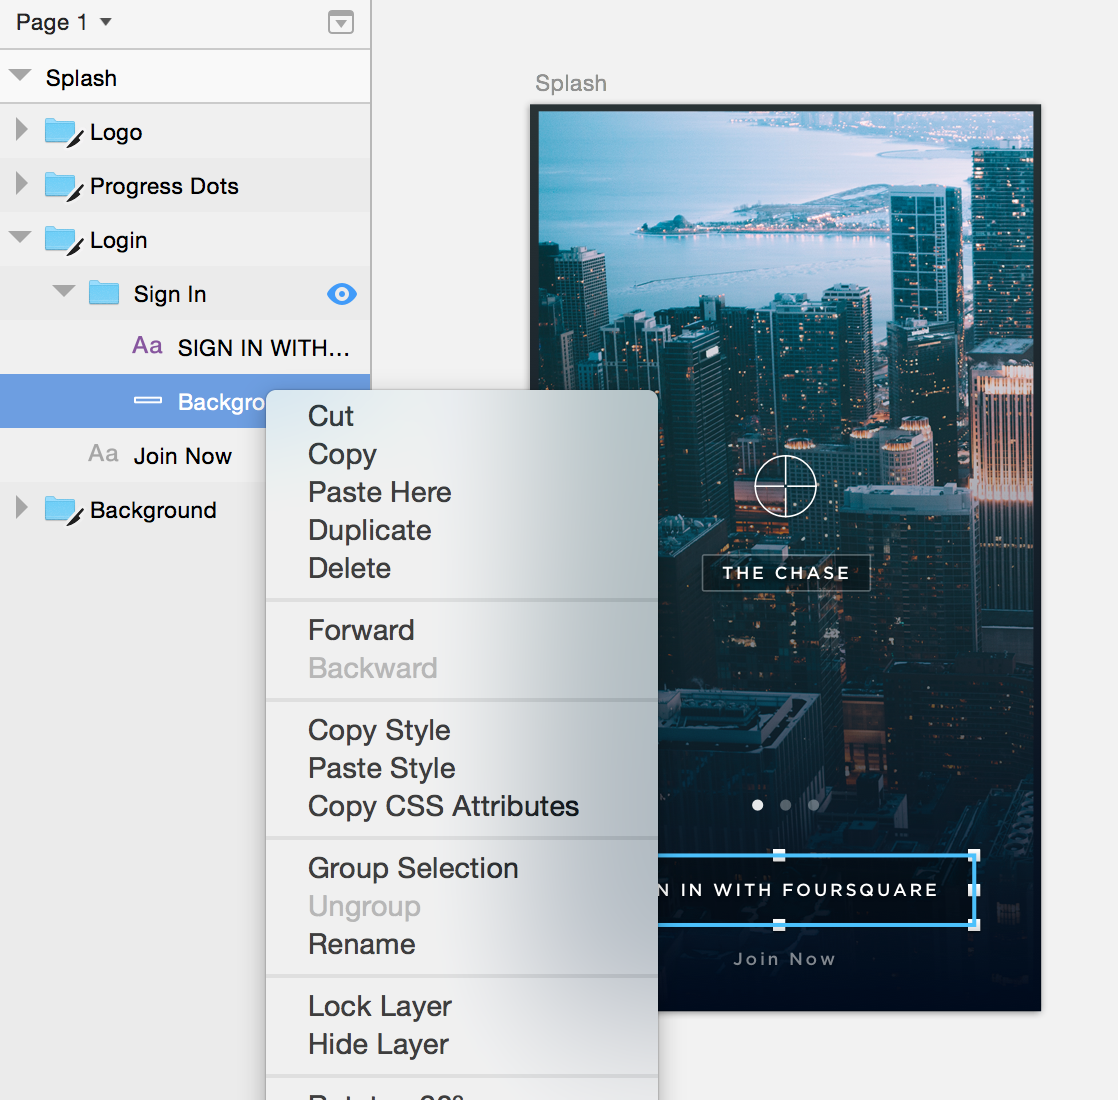 Page 1
Splash
Logo
Progress Dots
Login
Sign In
Aa SIGN IN WITH...
Backgro
Aa Join Now
Background
Cut
Copy
Paste Here
Duplicate
Delete
Forward
Backward
Copy Style
Paste Style
Copy CSS Attributes
Group Selection
Ungroup
Rename
Lock Layer
Hide Layer
Splash
THE CHASE
N IN WITH FOURSQUARE
Join Now